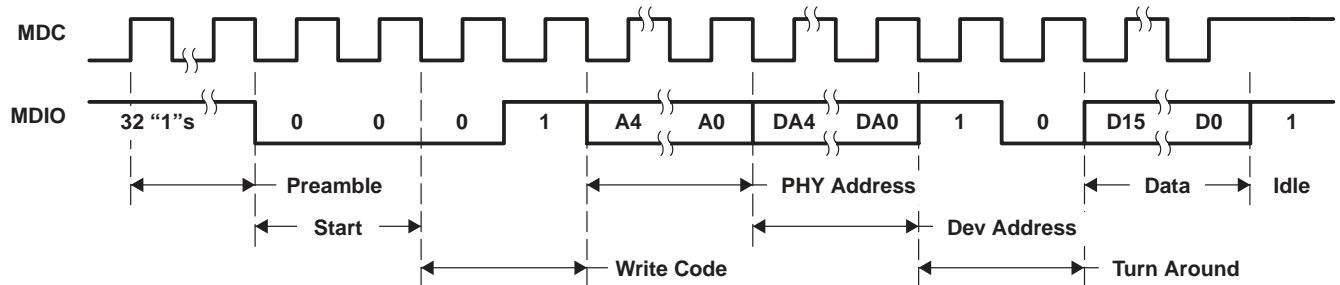 MDC
MDIO
32 “1”s 0 0 0 1 A4 A0 DA4 DA0 1 0 D15 D0 1
Preamble PHY Address Data Idle
Start Dev Address
Write Code Turn Around